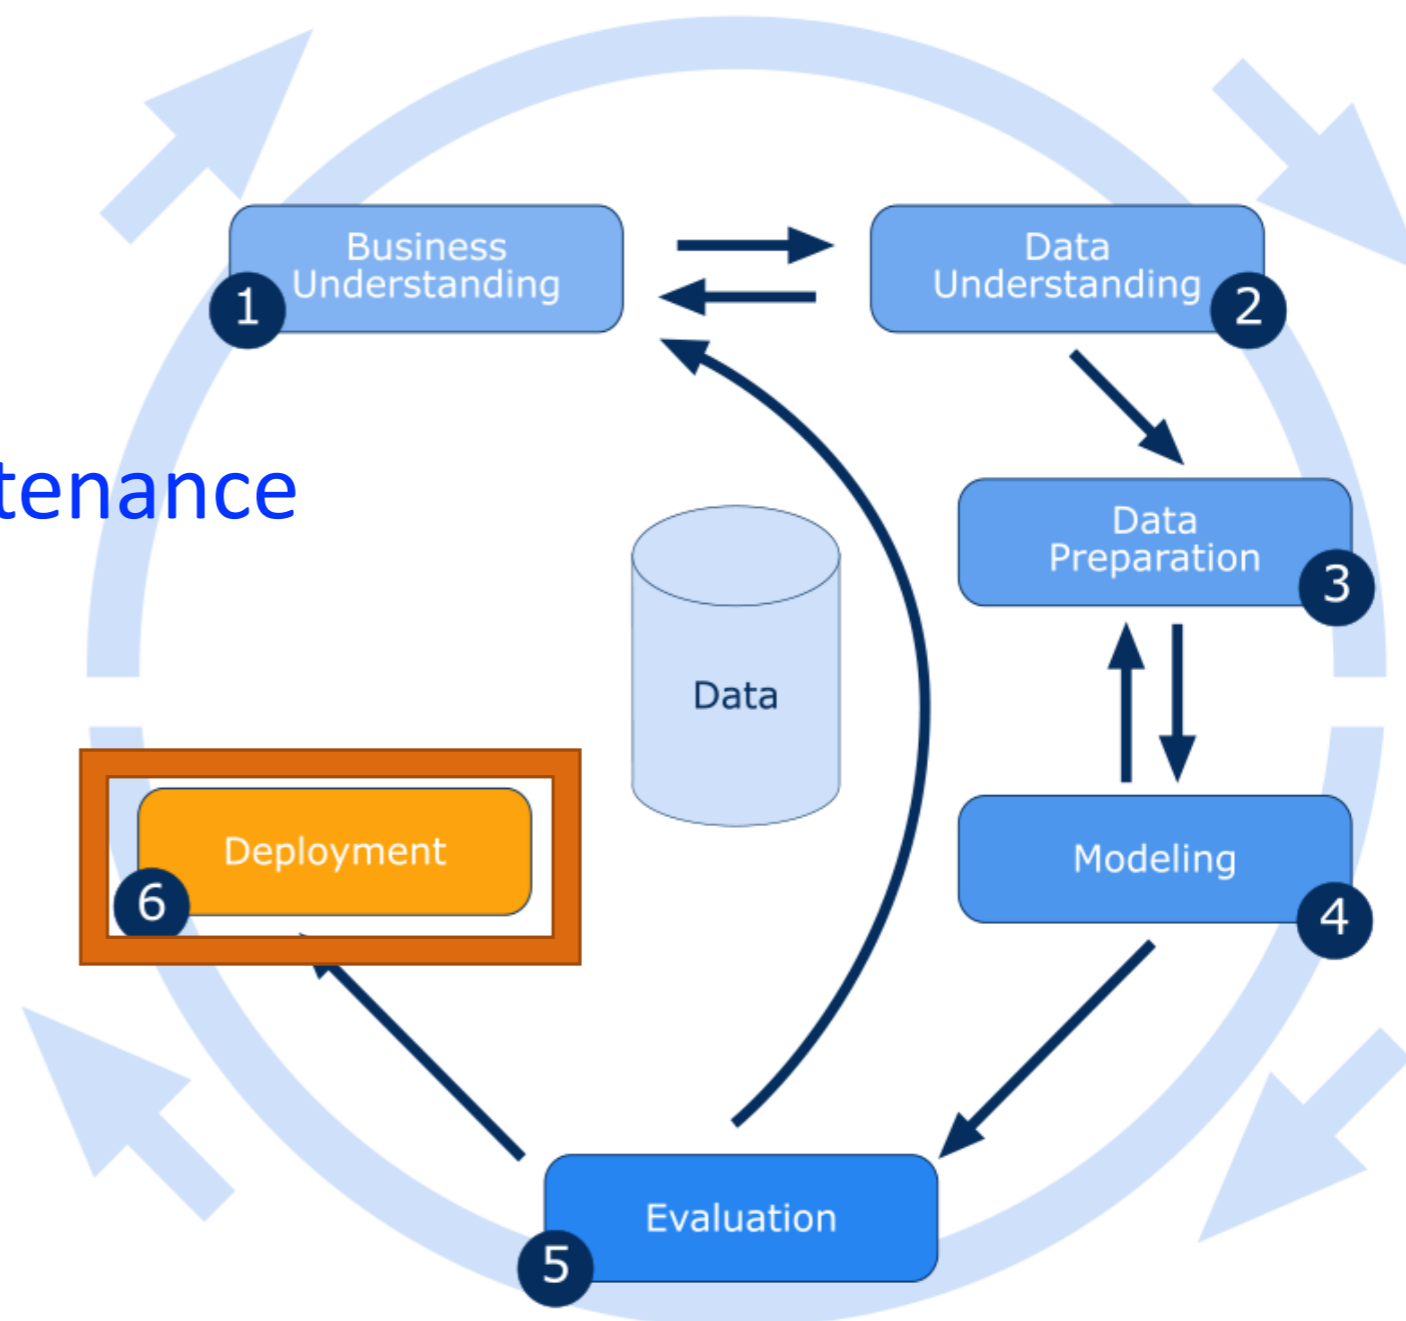 Business
Understanding
1
Data
Understanding
2
tenance
Data
Preparation
3
Data
Deployment
6
Modeling
4
Evaluation
5